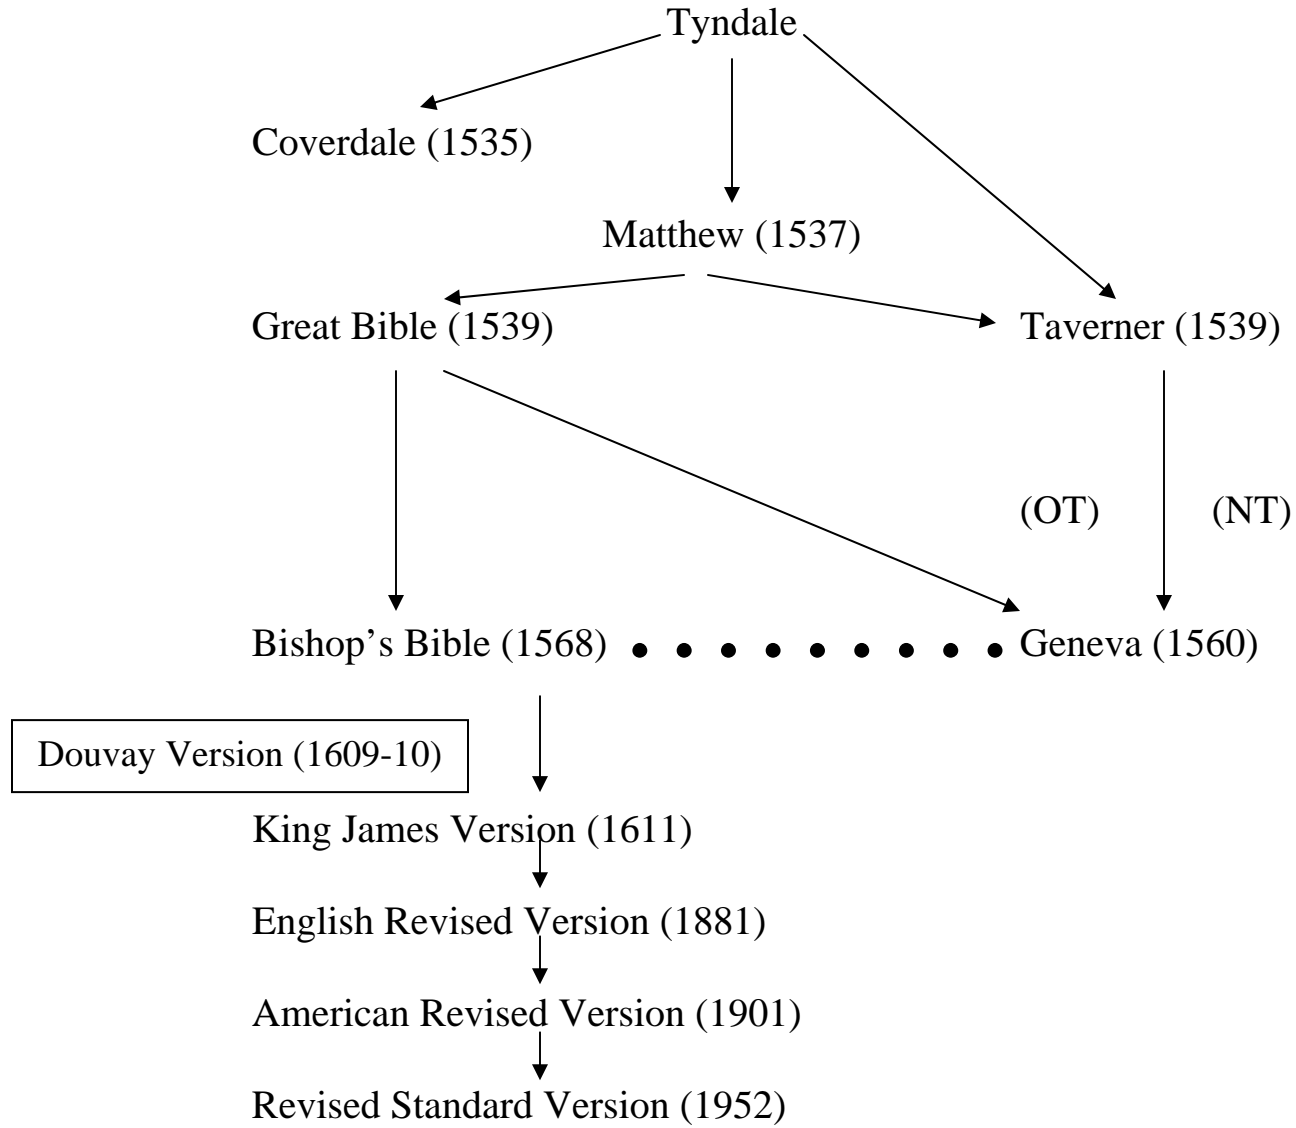 Tyndale
Coverdale (1535)
Matthew (1537)
Great Bible (1539)
Taverner (1539)
(OT)
(NT)
Bishop’s Bible (1568)
Geneva (1560)
Douvay Version (1609-10)
King James Version (1611)
English Revised Version (1881)
American Revised Version (1901)
Revised Standard Version (1952)